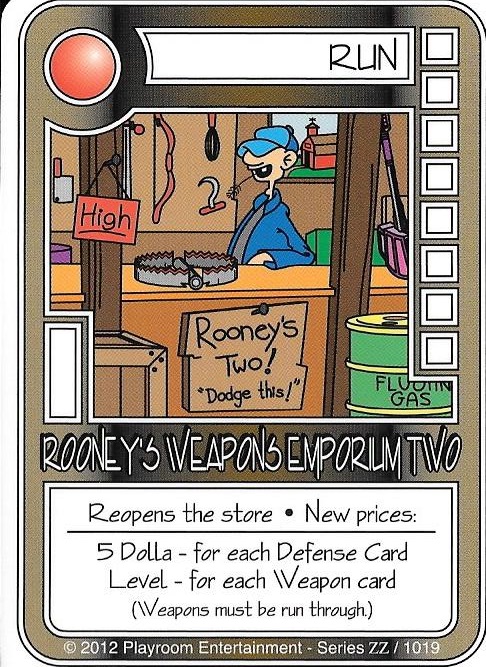 RUN
High
Rooney's
Two!
"Dodge this!"
GAS
ROONEY'S WEAPONS EMPORIUM TWO
Reopens the store • New prices:
5 Dolla - for each Defense Card
Level - for each Weapon card
(Weapons must be run through.)
© 2012 Playroom Entertainment - Series ZZ / 1019